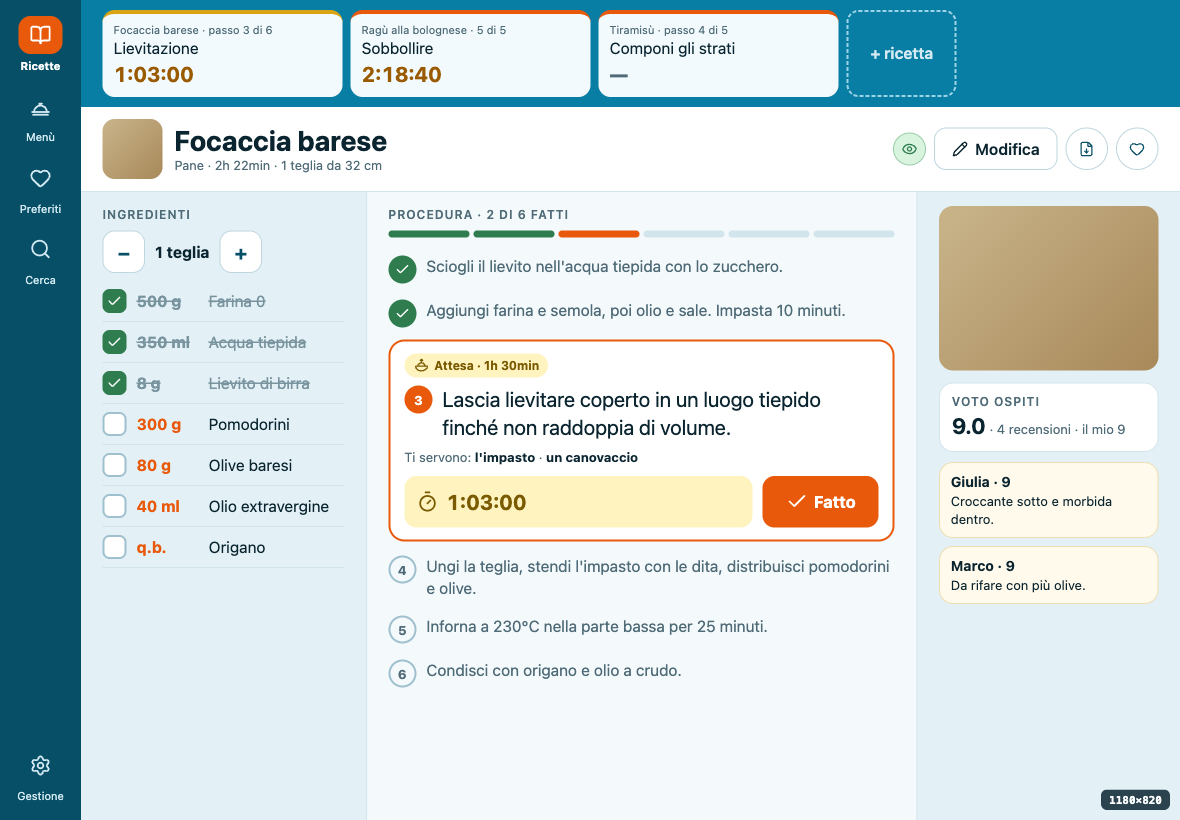 Ricette
Menù
Preferiti
Cerca
Gestione
Focaccia barese · passo 3 di 6
Lievitazione
1:03:00
Ragù alla bolognese · 5 di 5
Sobbollire
2:18:40
Tiramisù · passo 4 di 5
Componi gli strati
—
+ ricetta
Focaccia barese
Pane · 2h 22min · 1 teglia da 32 cm
Modifica
INGREDIENTI
− 1 teglia +
500 g Farina 0
350 ml Acqua tiepida
8 g Lievito di birra
300 g Pomodorini
80 g Olive baresi
40 ml Olio extravergine
q.b. Origano
PROCEDURA · 2 DI 6 FATTI
Sciogli il lievito nell'acqua tiepida con lo zucchero.
Aggiungi farina e semola, poi olio e sale. Impasta 10 minuti.
Attesa · 1h 30min
3 Lascia lievitare coperto in un luogo tiepido
finché non raddoppia di volume.
Ti servono: l'impasto · un canovaccio
1:03:00
Fatto
4 Ungi la teglia, stendi l'impasto con le dita, distribuisci pomodorini
e olive.
5 Inforna a 230°C nella parte bassa per 25 minuti.
6 Condisci con origano e olio a crudo.
VOTO OSPITI
9.0 · 4 recensioni · il mio 9
Giulia · 9
Croccante sotto e morbida
dentro.
Marco · 9
Da rifare con più olive.
1180×820